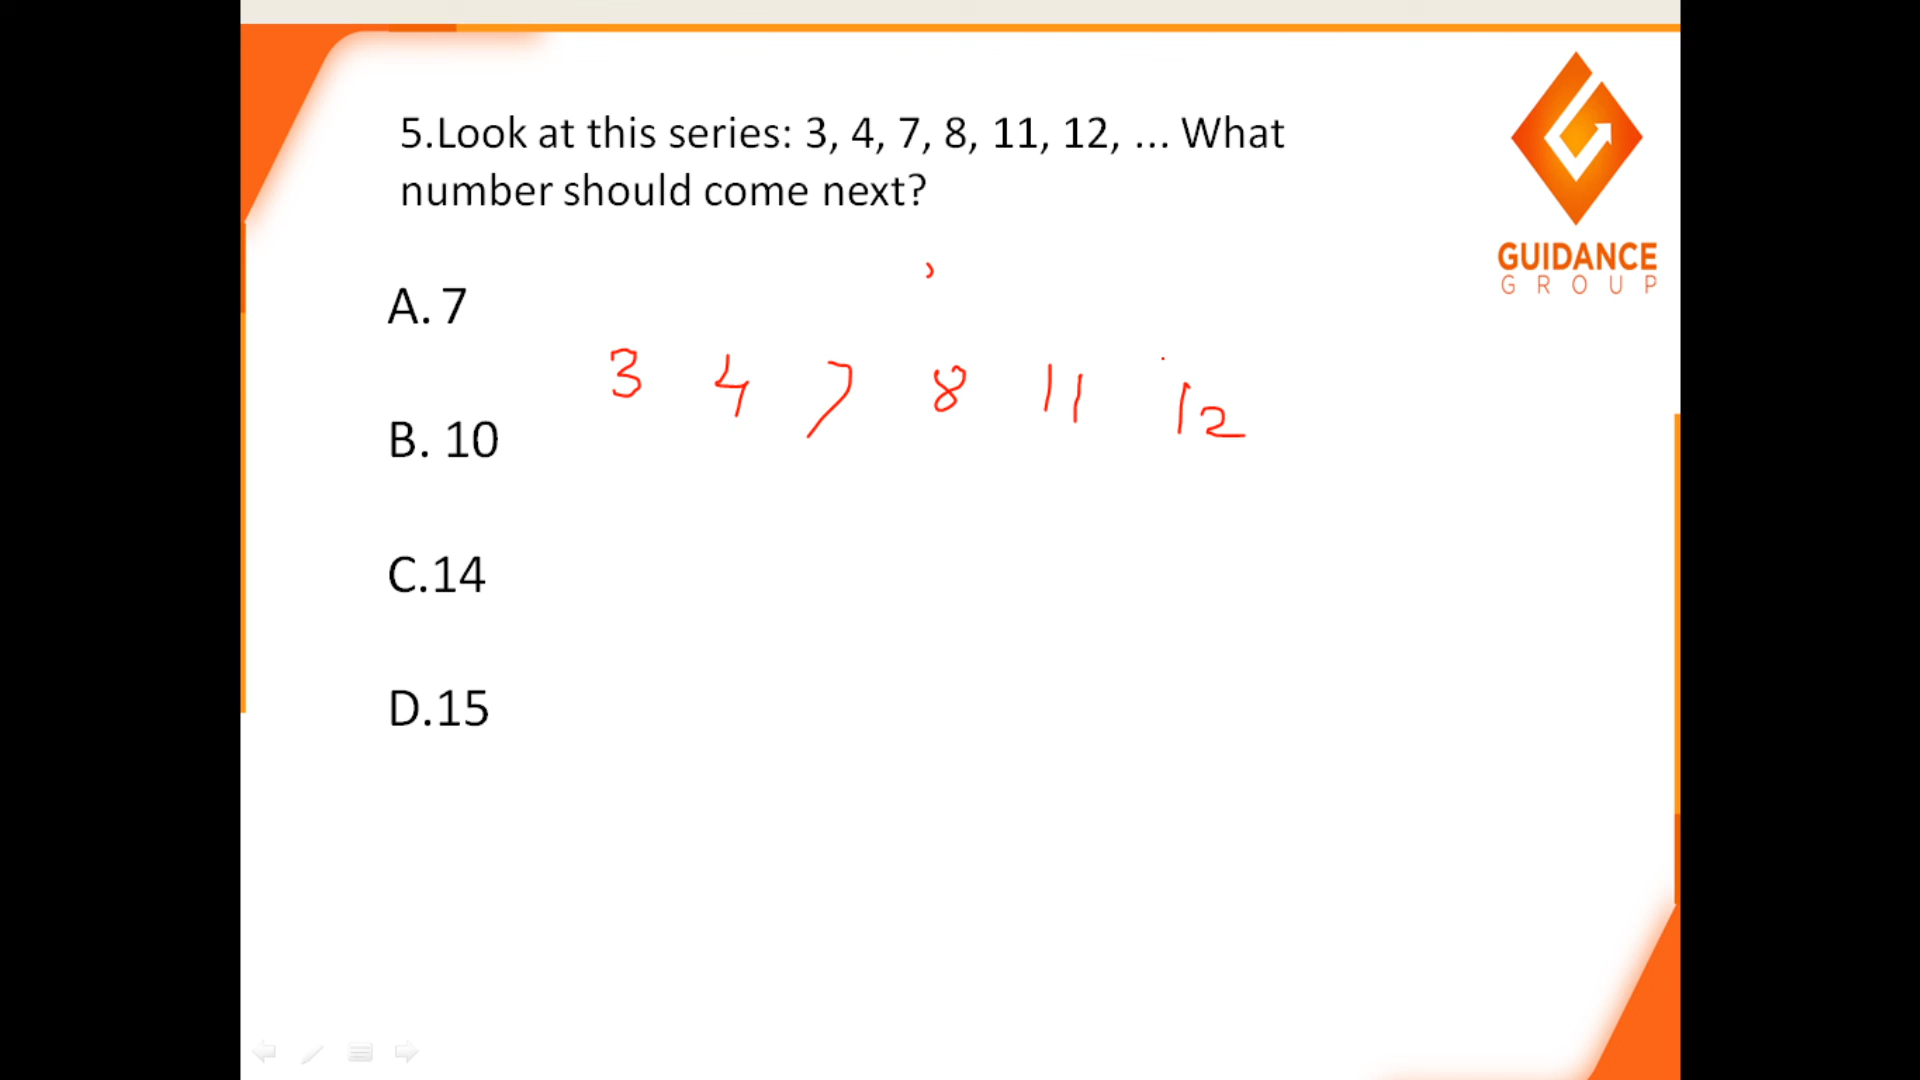 5.Look at this series: 3, 4, 7, 8, 11, 12, ... What
number should come next?
GUIDANCE
GROUP
A. 7
3 4 7 8 11 12
B. 10
C.14
D.15